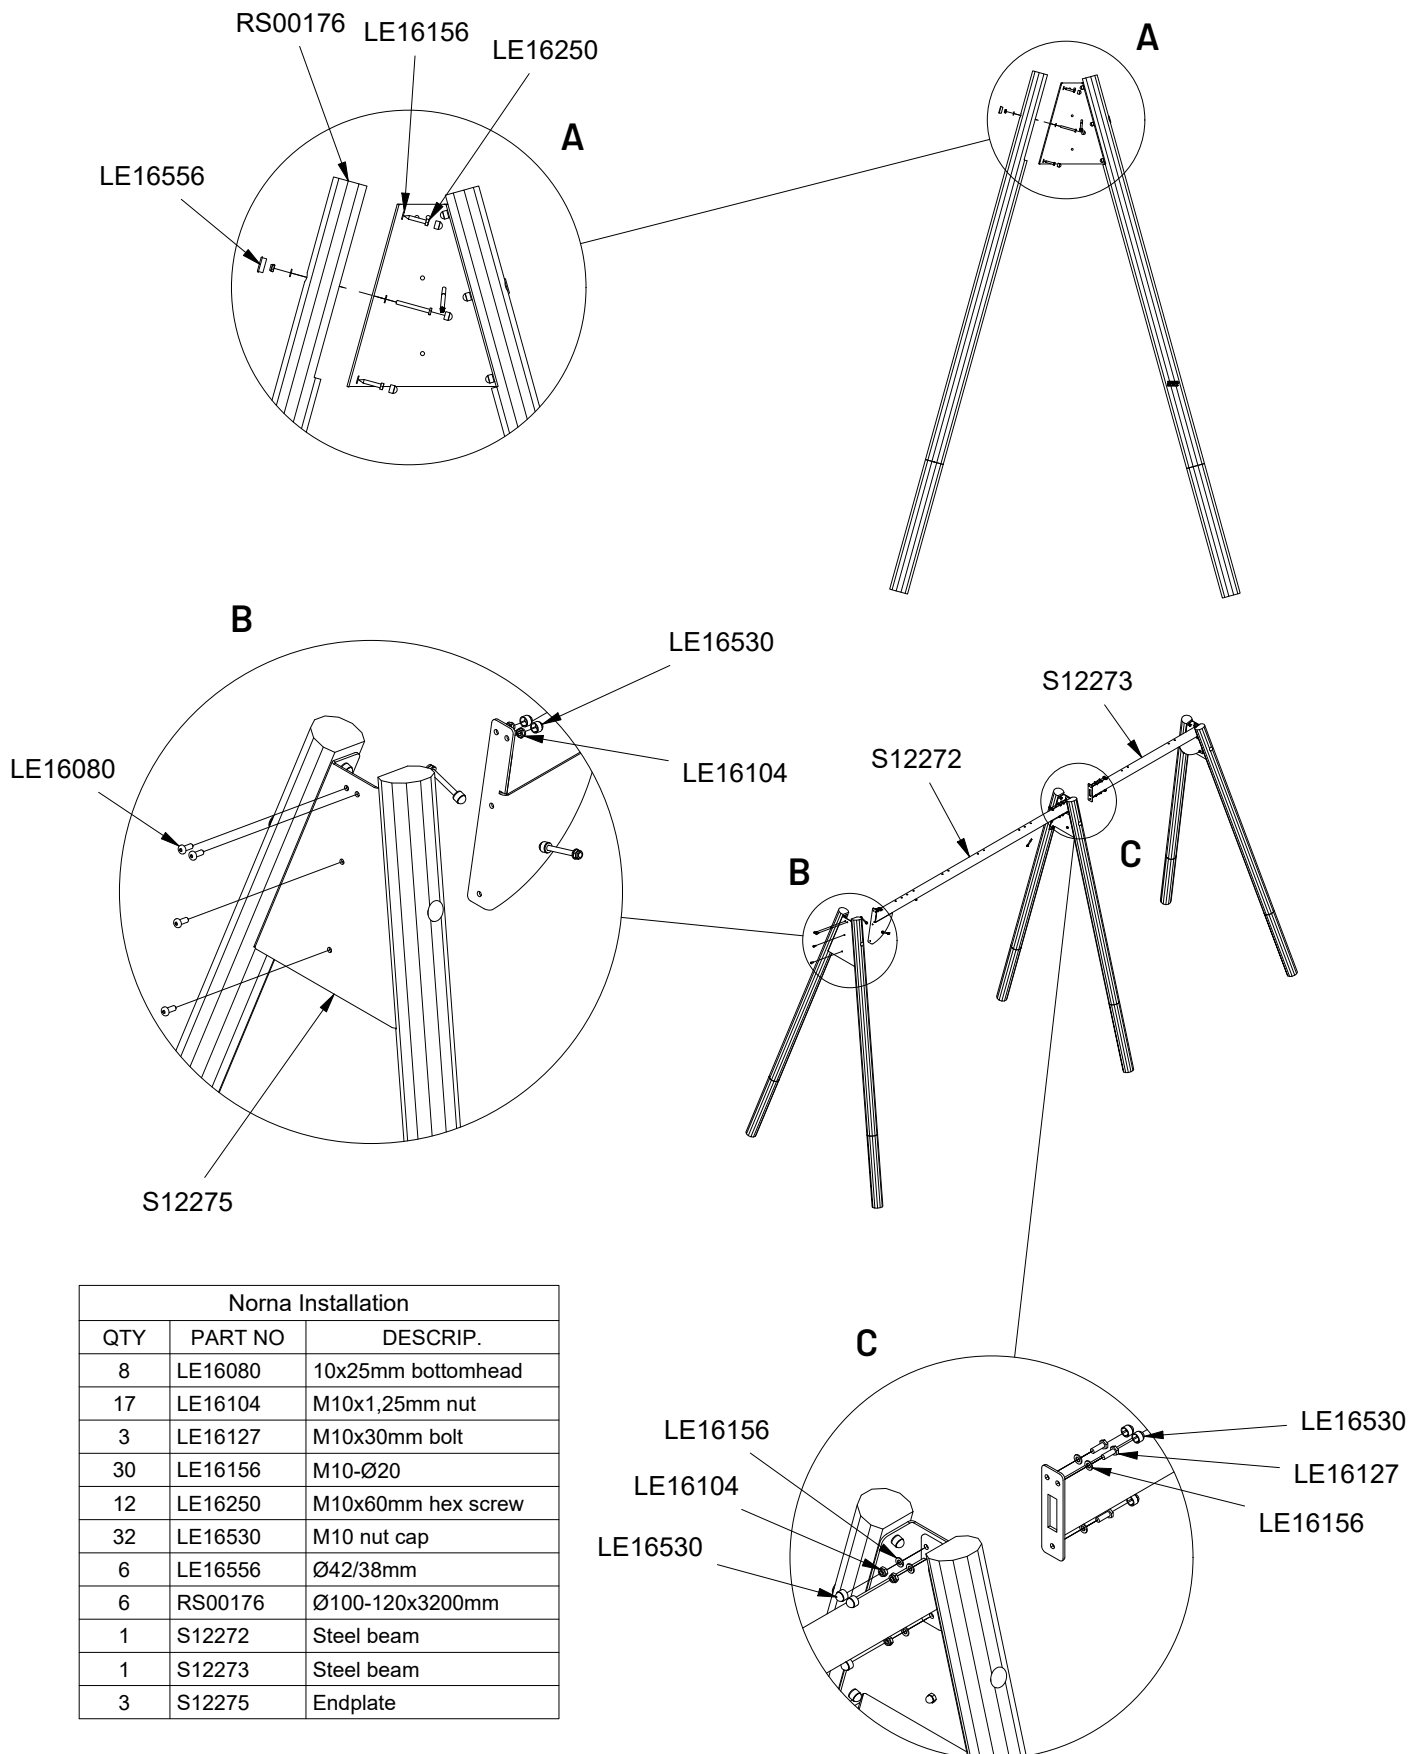 RS00176
LE16156
LE16250
A
A
LE16556
B
LE16530
S12273
LE16080
LE16104
S12272
C
B
S12275
Norna Installation
QTY PART NO DESCRIP.
8 LE16080 10x25mm bottomhead
17 LE16104 M10x1,25mm nut
3 LE16127 M10x30mm bolt
30 LE16156 M10-Ø20
12 LE16250 M10x60mm hex screw
32 LE16530 M10 nut cap
6 LE16556 Ø42/38mm
6 RS00176 Ø100-120x3200mm
1 S12272 Steel beam
1 S12273 Steel beam
3 S12275 Endplate
C
LE16156
LE16530
LE16104
LE16127
LE16530
LE16156